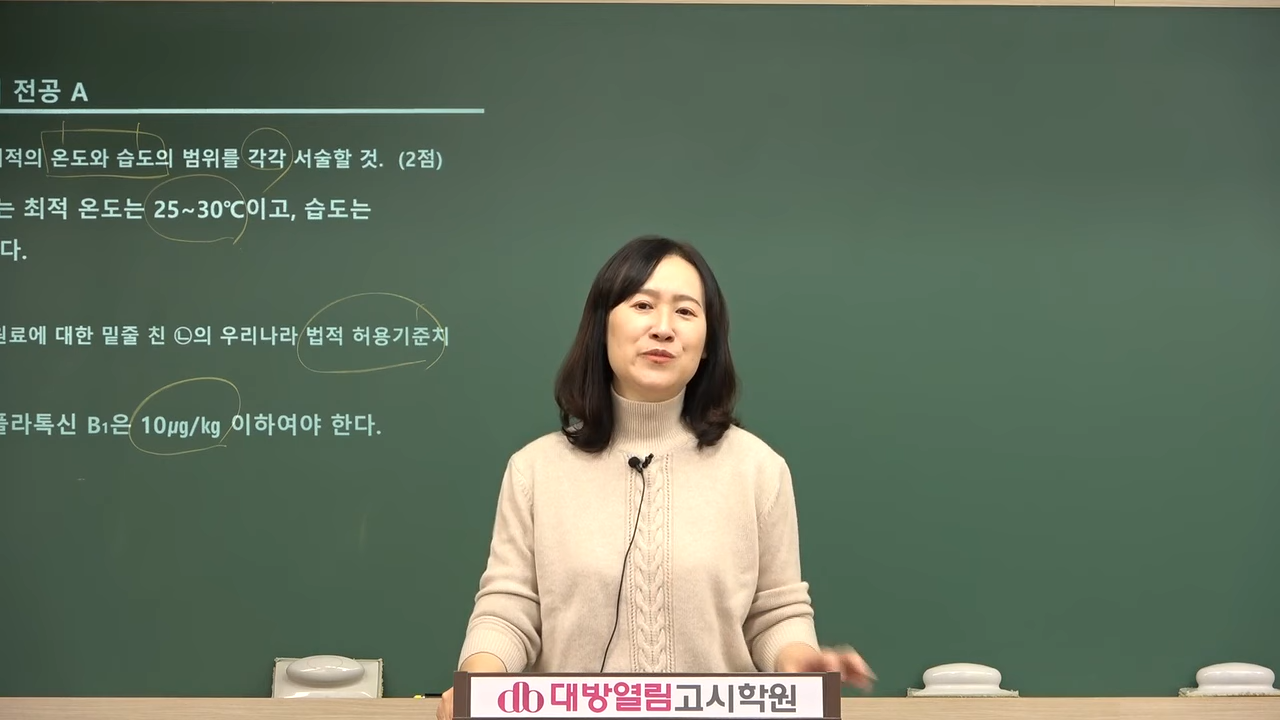 전공 A
적의 온도와 습도의 범위를 각각 서술할 것. (2점)
는 최적 온도는 25~30℃이고, 습도는
다.
원료에 대한 밑줄 친 ㉡의 우리나라 법적 허용기준치
플라톡신 B₁은 10㎍/㎏ 이하여야 한다.
대방열림고시학원